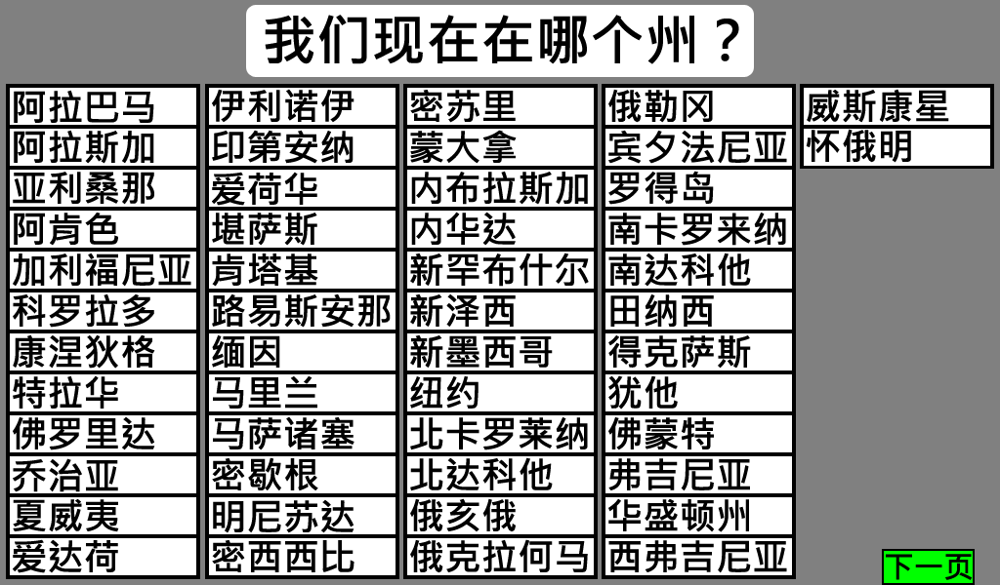 我们现在在哪个州？
阿拉巴马
阿拉斯加
亚利桑那
阿肯色
加利福尼亚
科罗拉多
康涅狄格
特拉华
佛罗里达
乔治亚
夏威夷
爱达荷
伊利诺伊
印第安纳
爱荷华
堪萨斯
肯塔基
路易斯安那
缅因
马里兰
马萨诸塞
密歇根
明尼苏达
密西西比
密苏里
蒙大拿
内布拉斯加
内华达
新罕布什尔
新泽西
新墨西哥
纽约
北卡罗莱纳
北达科他
俄亥俄
俄克拉何马
俄勒冈
宾夕法尼亚
罗得岛
南卡罗来纳
南达科他
田纳西
得克萨斯
犹他
佛蒙特
弗吉尼亚
华盛顿州
西弗吉尼亚
威斯康星
怀俄明
下一页